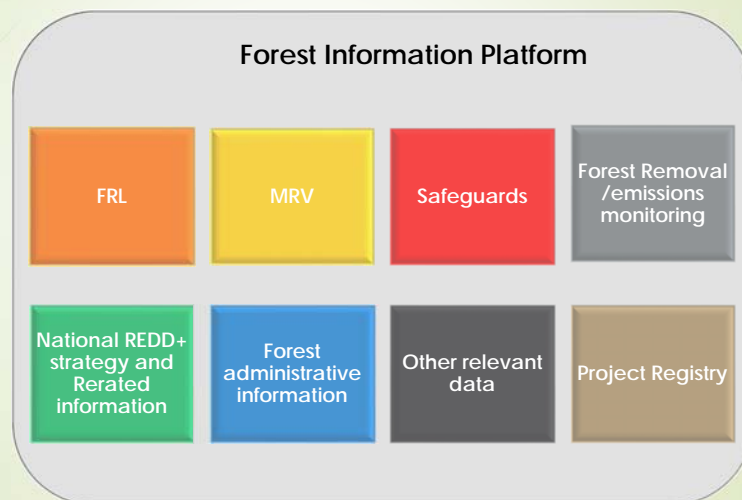 Forest Information Platform
FRL
MRV
Safeguards
Forest Removal
/emissions
monitoring
National REDD+
strategy and
Rerated
information
Forest
administrative
information
Other relevant
data
Project Registry